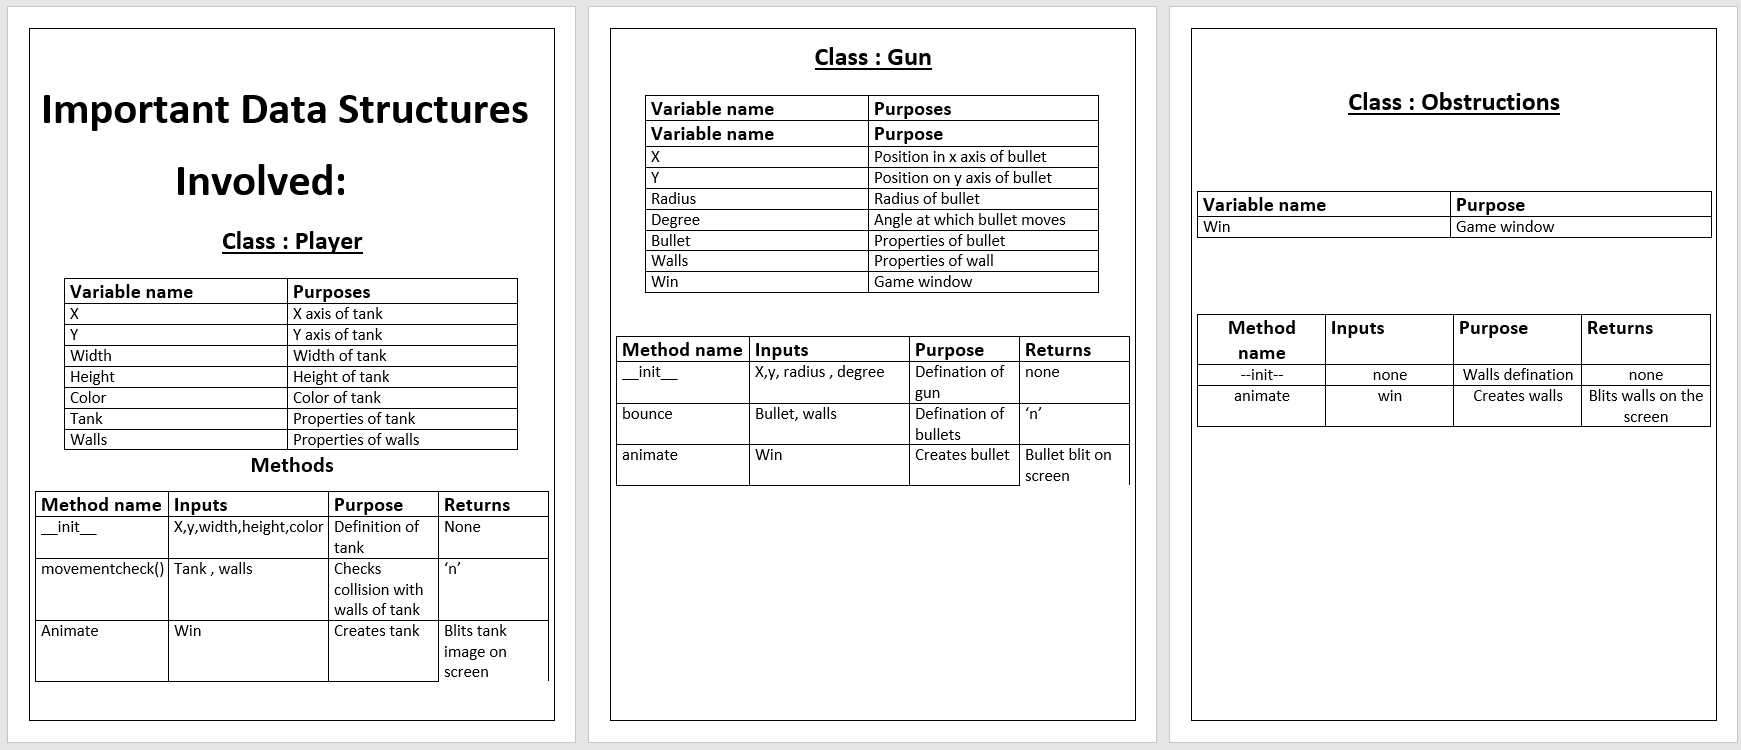 Important Data Structures
Involved:
Class : Player
Variable name Purposes
X X axis of tank
Y Y axis of tank
Width Width of tank
Height Height of tank
Color Color of tank
Tank Properties of tank
Walls Properties of walls
Methods
Method name Inputs Purpose Returns
__init__ X,y,width,height,color Definition of None
tank
movementcheck() Tank , walls Checks ‘n’
collision with
walls of tank
Animate Win Creates tank Blits tank
image on
screen
Class : Gun
Variable name Purposes
Variable name Purpose
X Position in x axis of bullet
Y Position on y axis of bullet
Radius Radius of bullet
Degree Angle at which bullet moves
Bullet Properties of bullet
Walls Properties of wall
Win Game window
Method name Inputs Purpose Returns
__init__ X,y, radius , degree Defination of none
gun
bounce Bullet, walls Defination of ‘n’
bullets
animate Win Creates bullet Bullet blit on
screen
Class : Obstructions
Variable name Purpose
Win Game window
Method Inputs Purpose Returns
name
--init-- none Walls defination none
animate win Creates walls Blits walls on the
screen